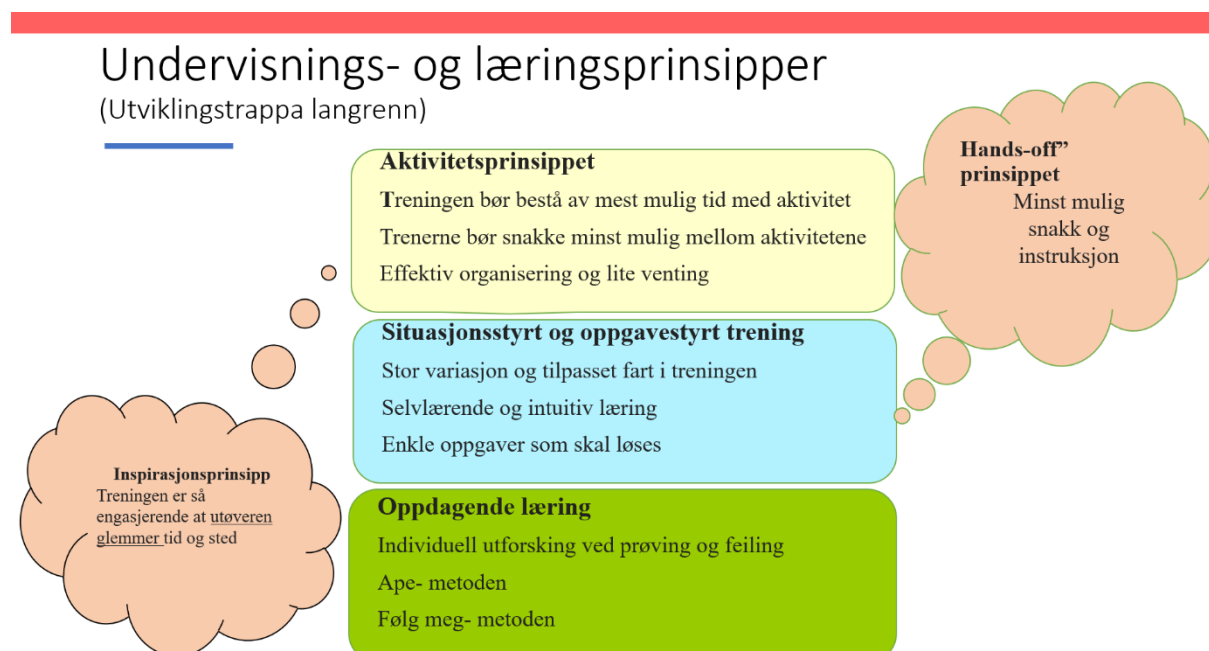 Undervisnings- og læringsprinsipper
(Utviklingstrappa langrenn)
Aktivitetsprinsippet
Treningen bør bestå av mest mulig tid med aktivitet
Trenerne bør snakke minst mulig mellom aktivitetene
Effektiv organisering og lite venting
Hands-off”
prinsippet
Minst mulig
snakk og
instruksjon
Situasjonsstyrt og oppgavestyrt trening
Stor variasjon og tilpasset fart i treningen
Selvlærende og intuitiv læring
Enkle oppgaver som skal løses
Inspirasjonsprinsipp
Treningen er så
engasjerende at utøveren
glemmer tid og sted
Oppdagende læring
Individuell utforsking ved prøving og feiling
Ape- metoden
Følg meg- metoden